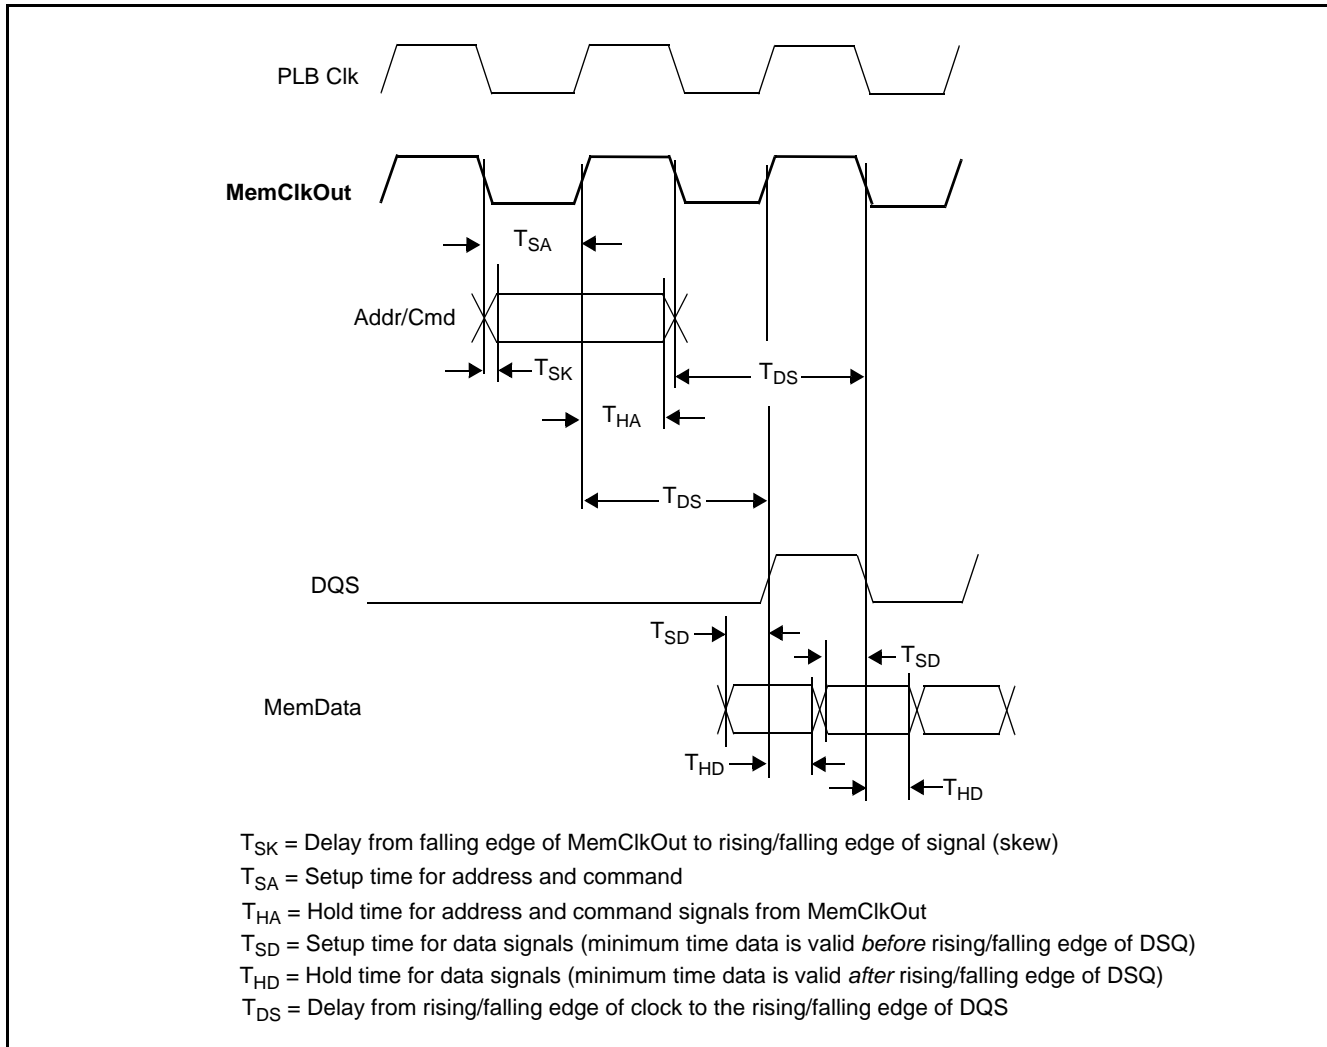 PLB Clk
MemClkOut
TSA
Addr/Cmd
TSK
TDS
THA
TDS
DQS
TSD
TSD
MemData
THD
THD
TSK = Delay from falling edge of MemClkOut to rising/falling edge of signal (skew)
TSA = Setup time for address and command
THA = Hold time for address and command signals from MemClkOut
TSD = Setup time for data signals (minimum time data is valid before rising/falling edge of DSQ)
THD = Hold time for data signals (minimum time data is valid after rising/falling edge of DSQ)
TDS = Delay from rising/falling edge of clock to the rising/falling edge of DQS